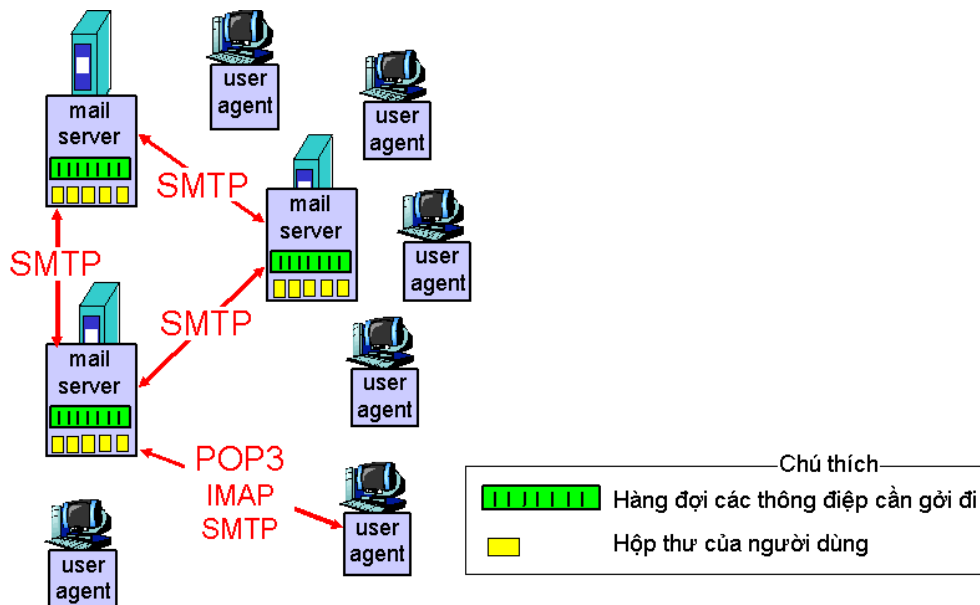 user
agent
mail
server
user
agent
SMTP
mail
server
SMTP
user
agent
SMTP
mail
server
user
agent
POP3
IMAP
SMTP
user
agent
user
agent
Chú thích
Hàng đợi các thông điệp cần gởi đi
Hộp thư của người dùng